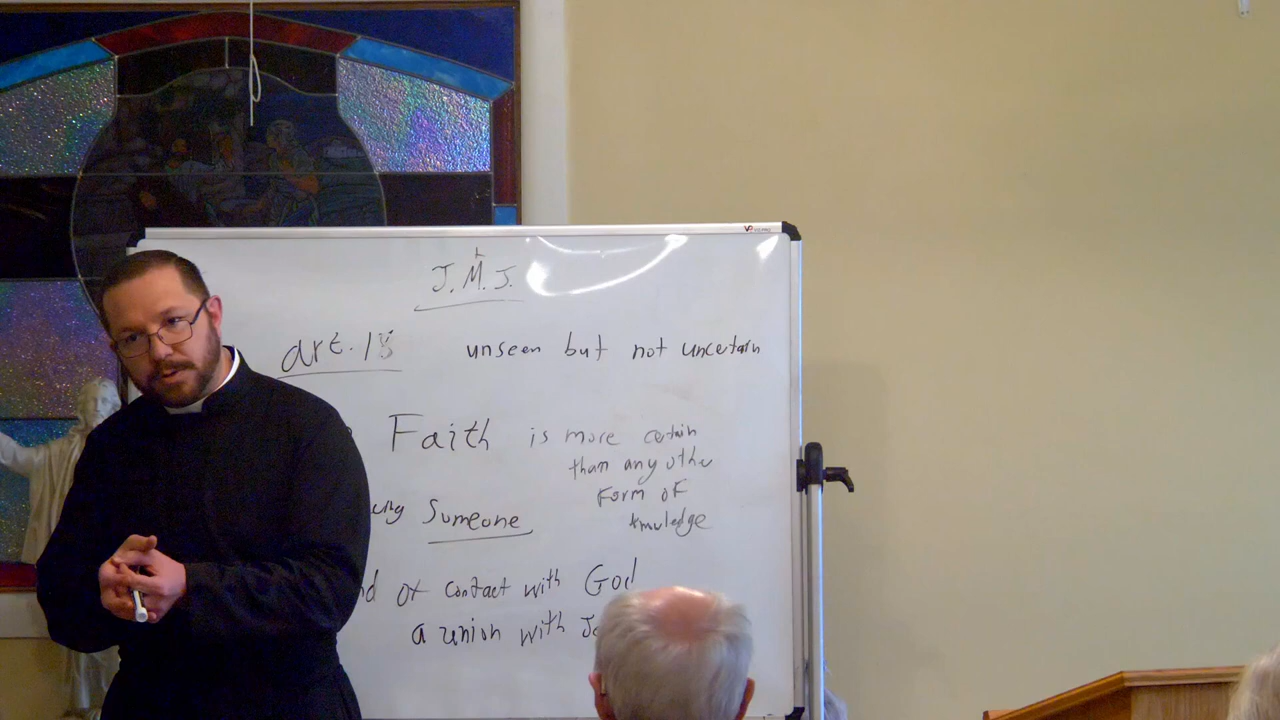 J.M.J.
art. 18 unseen but not uncertain
Faith is more certain
than any other
form of
knowledge
Someone
of contact with God
a union with